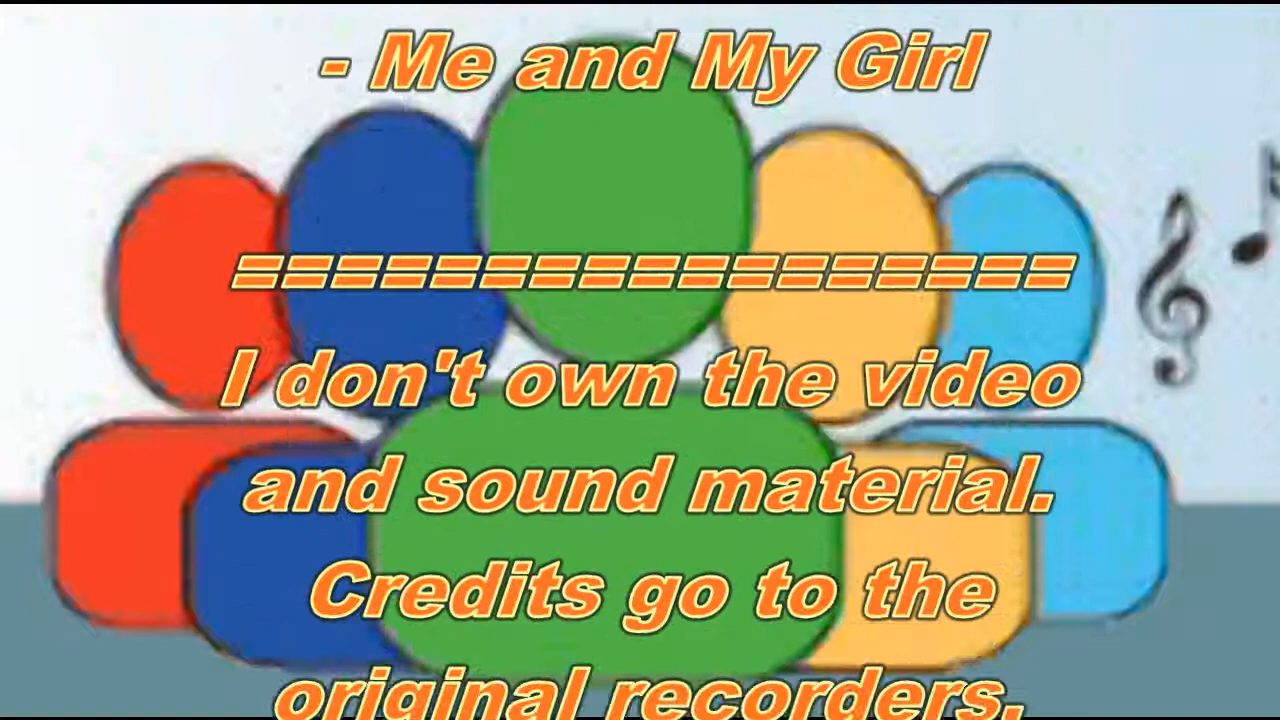 - Me and My Girl
==================
I don't own the video
and sound material.
Credits go to the
original recorders.